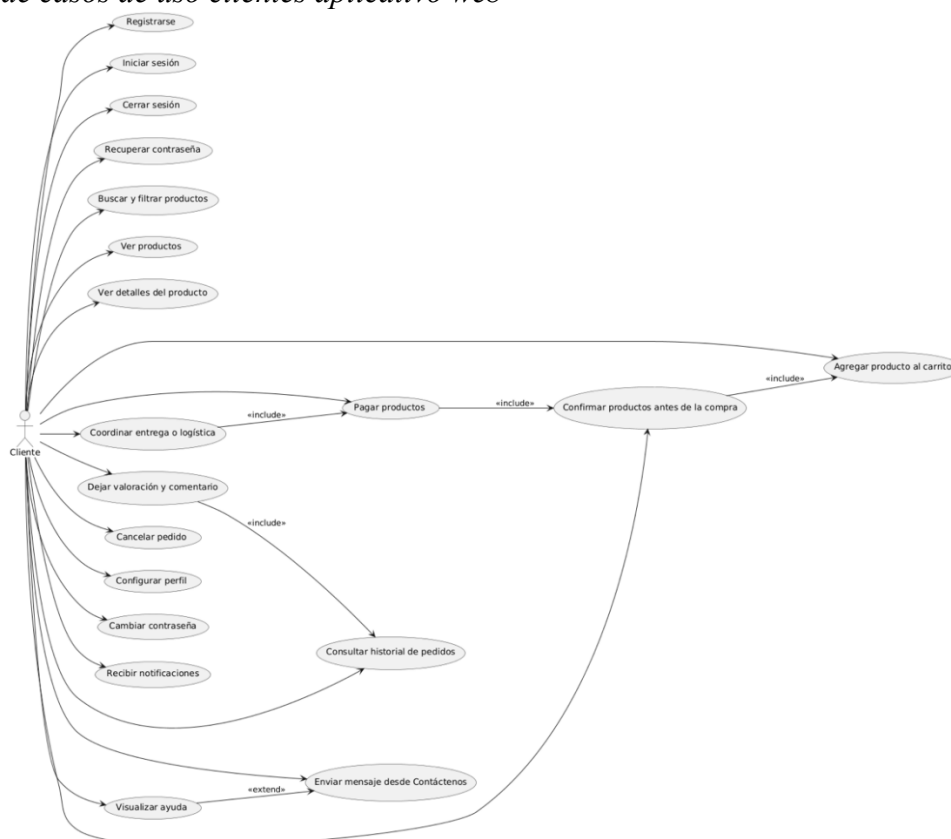 de casos de uso clientes aplicativo web
Registrarse
Iniciar sesión
Cerrar sesión
Recuperar contraseña
Buscar y filtrar productos
Ver productos
Ver detalles del producto
Agregar producto al carrito
«include»
Pagar productos
«include»
Confirmar productos antes de la compra
«include»
Coordinar entrega o logística
Cliente
Dejar valoración y comentario
«include»
Cancelar pedido
Configurar perfil
Cambiar contraseña
Consultar historial de pedidos
Recibir notificaciones
Enviar mensaje desde Contáctenos
«extend»
Visualizar ayuda